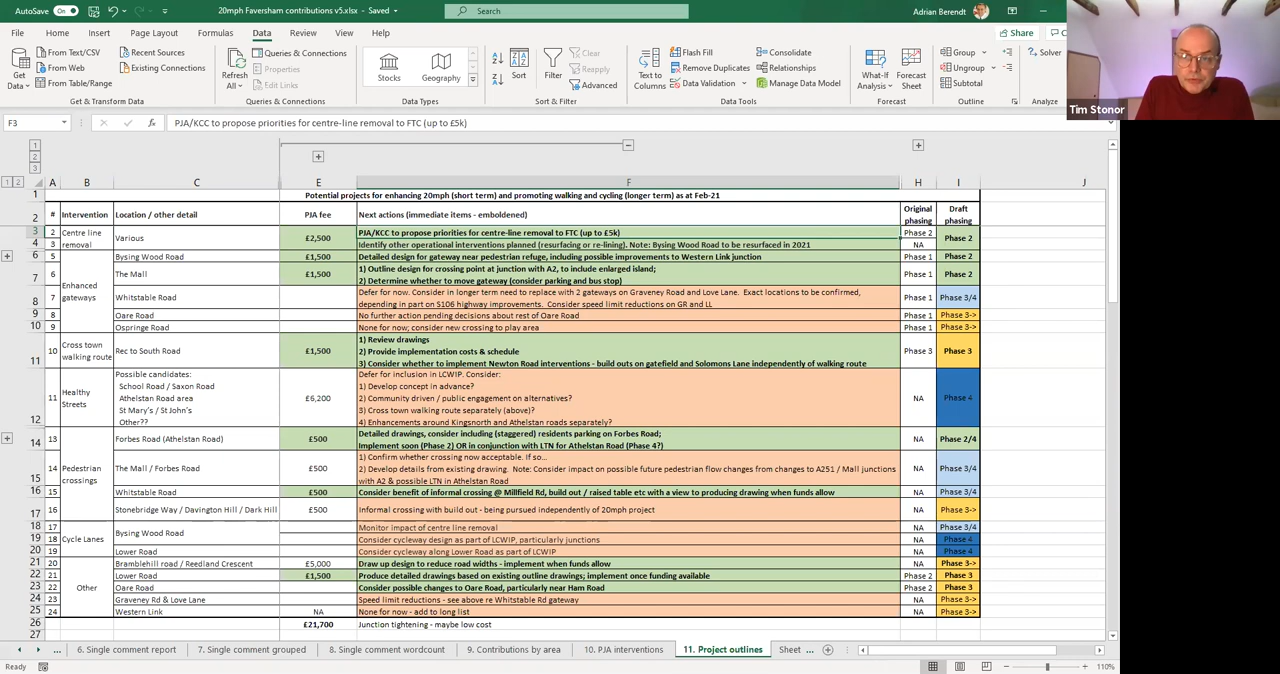 AutoSave On
20mph Faversham contributions v5.xlsx - Saved
Search
Adrian Berendt
File Home Insert Page Layout Formulas Data Review View Help
Share
Get Data
From Text/CSV
From Web
From Table/Range
Recent Sources
Existing Connections
Get & Transform Data
Refresh All
Queries & Connections
Properties
Edit Links
Queries & Connections
Stocks
Geography
Data Types
Sort
Filter
Clear
Reapply
Advanced
Sort & Filter
Text to Columns
Flash Fill
Remove Duplicates
Data Validation
Consolidate
Relationships
Manage Data Model
Data Tools
What-If Analysis
Forecast Sheet
Forecast
Group
Ungroup
Subtotal
Outline
Solver
Analyze
Tim Stonor
F3
fx
PJA/KCC to propose priorities for centre-line removal to FTC (up to £5k)
1
2
3
1 2
A B C E F H I J
1 Potential projects for enhancing 20mph (short term) and promoting walking and cycling (longer term) as at Feb-21
2 # Intervention Location / other detail PJA fee Next actions (immediate items - emboldened) Original phasing Draft phasing
3 2 Centre line removal Various £2,500 PJA/KCC to propose priorities for centre-line removal to FTC (up to £5k) Phase 2 Phase 2
4 3 Identify other operational interventions planned (resurfacing or re-lining). Note: Bysing Wood Road to be resurfaced in 2021 NA
6 5 Enhanced gateways Bysing Wood Road £1,500 Detailed design for gateway near pedestrian refuge, including possible improvements to Western Link junction Phase 1 Phase 2
7 6 The Mall £1,500 1) Outline design for crossing point at junction with A2, to include enlarged island;
2) Determine whether to move gateway (consider parking and bus stop) Phase 1 Phase 2
8 7 Whitstable Road Defer for now. Consider in longer term need to replace with 2 gateways on Graveney Road and Love Lane. Exact locations to be confirmed,
depending in part on S106 highway improvements. Consider speed limit reductions on GR and LL Phase 1 Phase 3/4
9 8 Oare Road No further action pending decisions about rest of Oare Road Phase 1 Phase 3->
10 9 Ospringe Road None for now; consider new crossing to play area Phase 1 Phase 3->
11 10 Cross town walking route Rec to South Road £1,500 1) Review drawings
2) Provide implementation costs & schedule
3) Consider whether to implement Newton Road interventions - build outs on gatefield and Solomons Lane independently of walking route Phase 3 Phase 3
12 11 Healthy Streets Possible candidates:
School Road / Saxon Road
Athelstan Road area
St Mary's / St John's
Other??
£6,200 Defer for inclusion in LCWIP. Consider:
1) Develop concept in advance?
2) Community driven / public engagement on alternatives?
3) Cross town walking route separately (above)?
4) Enhancements around Kingsnorth and Athelstan roads separately? NA Phase 4
14 13 Pedestrian crossings Forbes Road (Athelstan Road) £500 Detailed drawings, consider including (staggered) residents parking on Forbes Road;
Implement soon (Phase 2) OR in conjunction with LTN for Athelstan Road (Phase 4?) NA Phase 2/4
15 14 The Mall / Forbes Road £500 1) Confirm whether crossing now acceptable. If so...
2) Develop details from existing drawing. Note: Consider impact on possible future pedestrian flow changes from changes to A251 / Mall junctions
with A2 & possible LTN in Athelstan Road NA Phase 3/4
16 15 Whitstable Road £500 Consider benefit of informal crossing @ Millfield Rd, build out / raised table etc with a view to producing drawing when funds allow NA Phase 3/4
17 16 Stonebridge Way / Davington Hill / Dark Hill £500 Informal crossing with build out - being pursued independently of 20mph project NA Phase 3->
18 17 Cycle Lanes Bysing Wood Road Monitor impact of centre line removal NA Phase 3/4
19 18 Consider cycleway design as part of LCWIP, particularly junctions NA Phase 4
20 19 Lower Road Consider cycleway along Lower Road as part of LCWIP NA Phase 4
21 20 Other Bramblehill road / Reedland Crescent £5,000 Draw up design to reduce road widths - implement when funds allow NA Phase 3->
22 21 Lower Road £1,500 Produce detailed drawings based on existing outline drawings; implement once funding available Phase 2 Phase 3
23 22 Oare Road Consider possible changes to Oare Road, particularly near Ham Road Phase 2 Phase 3
24 23 Graveney Rd & Love Lane Speed limit reductions - see above re Whitstable Rd gateway NA Phase 3->
25 24 Western Link NA None for now - add to long list NA Phase 3->
26 £21,700 Junction tightening - maybe low cost
27
... 6. Single comment report 7. Single comment grouped 8. Single comment wordcount 9. Contributions by area 10. PJA interventions 11. Project outlines Sheet ...
Ready
110%